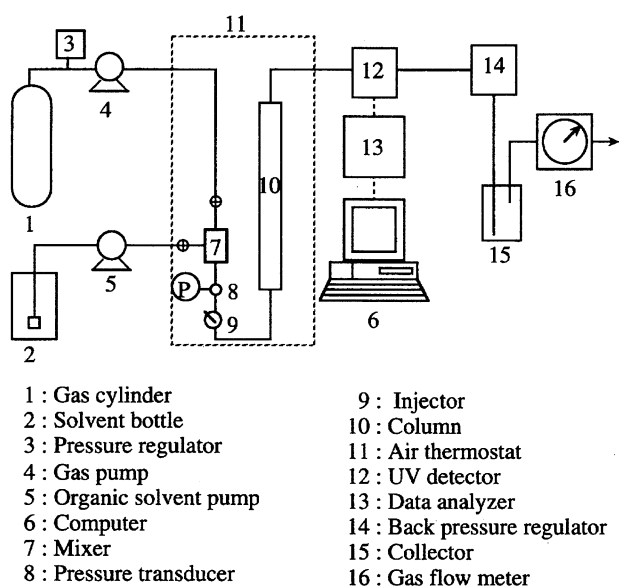 11
3
4
12
14
13
10
16
1
7
15
P
8
5
9
6
2
1 : Gas cylinder
2 : Solvent bottle
3 : Pressure regulator
4 : Gas pump
5 : Organic solvent pump
6 : Computer
7 : Mixer
8 : Pressure transducer
9 : Injector
10 : Column
11 : Air thermostat
12 : UV detector
13 : Data analyzer
14 : Back pressure regulator
15 : Collector
16 : Gas flow meter